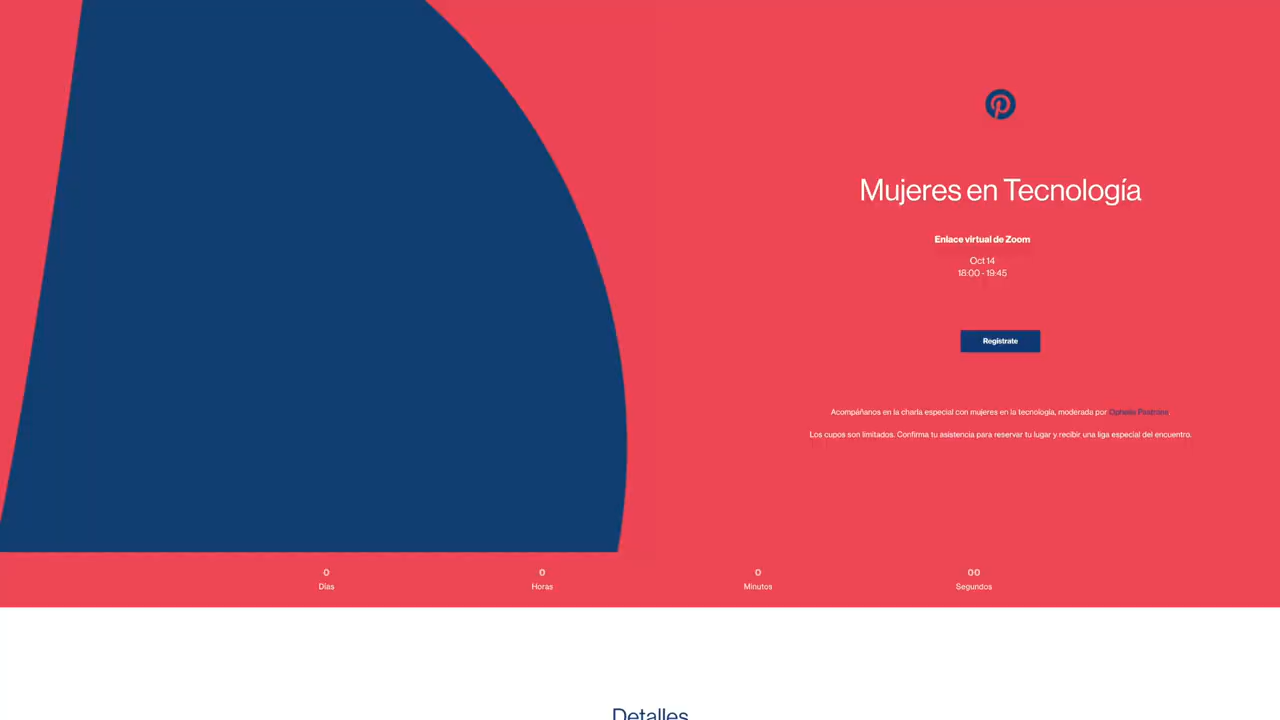 Mujeres en Tecnología
Enlace virtual de Zoom
Oct 14
18:00 - 19:45
Regístrate
Acompáñanos en la charla especial con mujeres en la tecnología, moderada por Ophelia Pastrana.
Los cupos son limitados. Confirma tu asistencia para reservar tu lugar y recibir una liga especial del encuentro.
0 0 0 00
Días Horas Minutos Segundos
Detalles